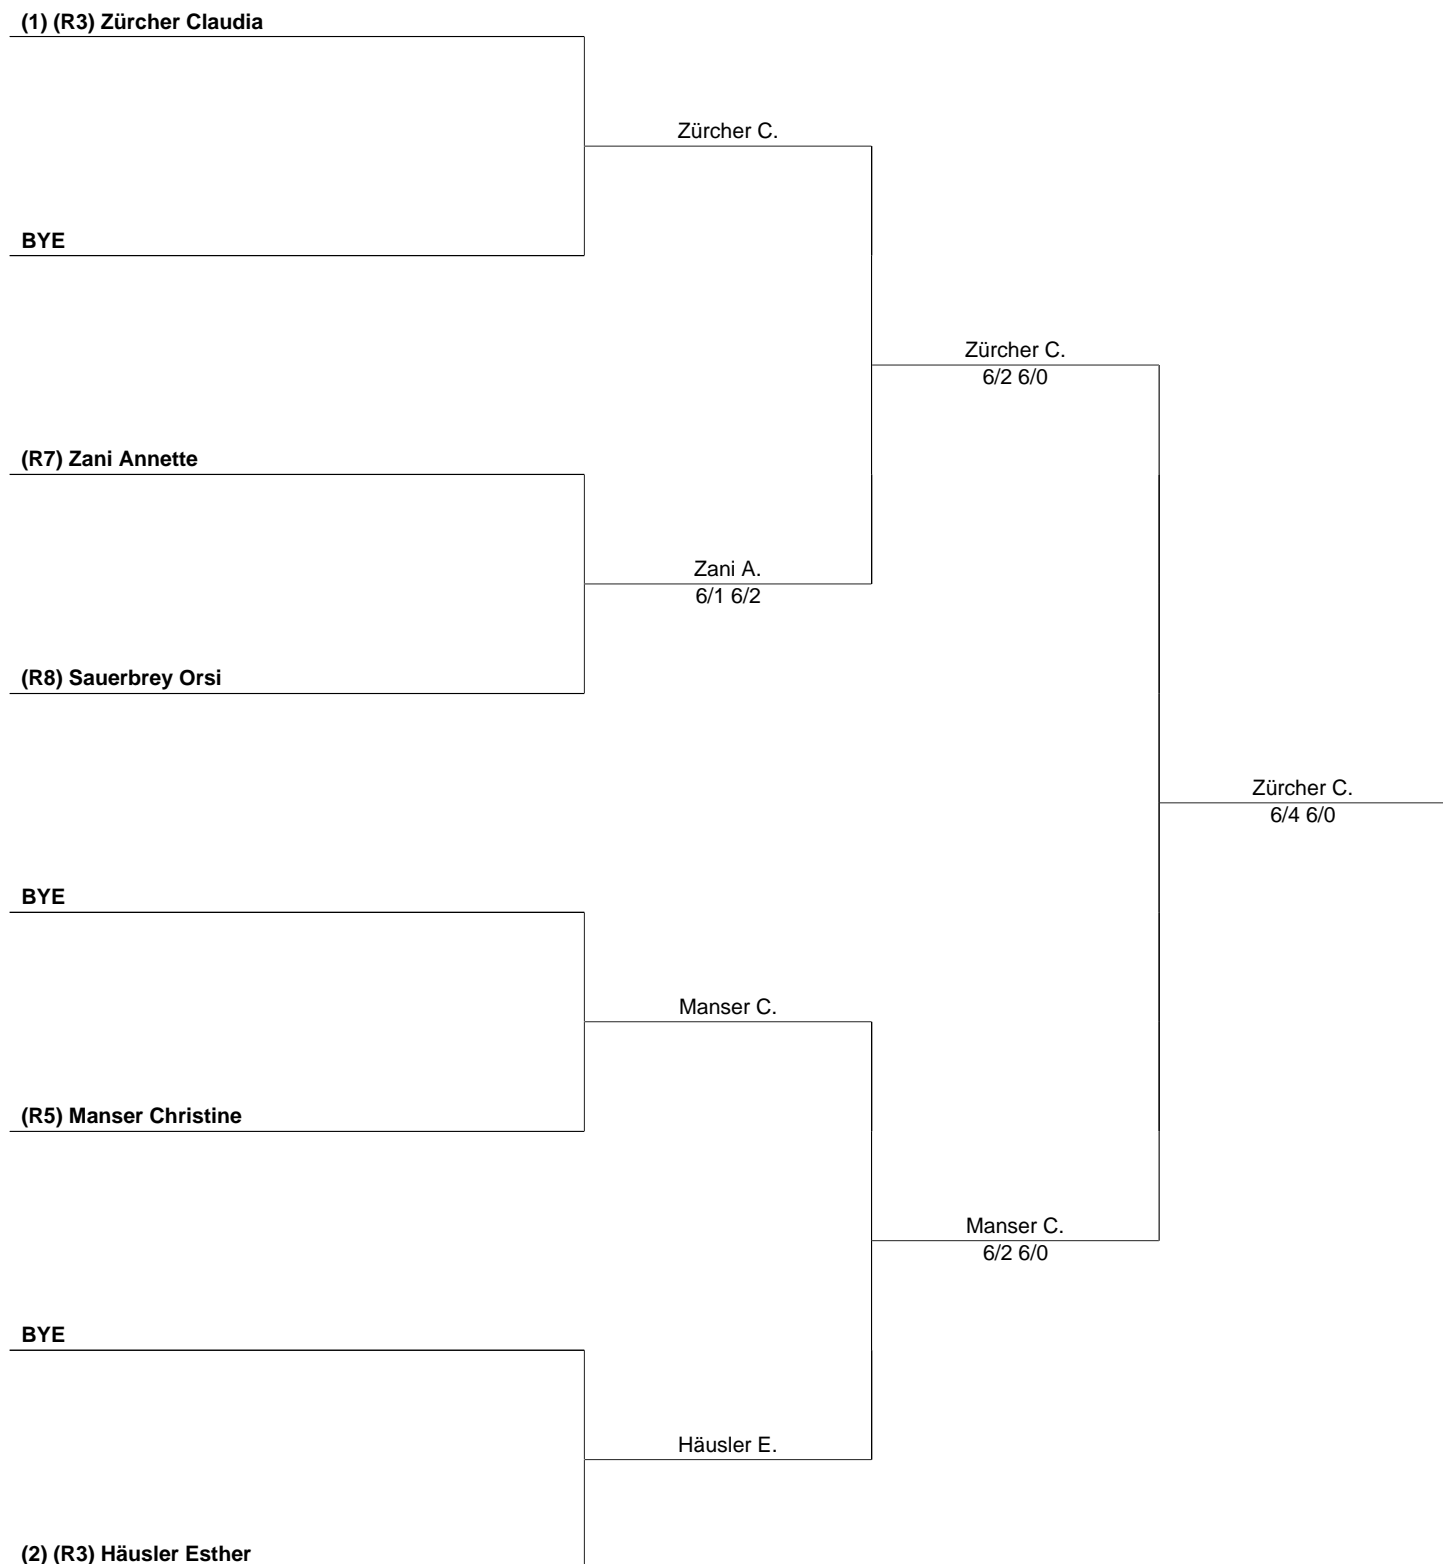 (1) (R3) Zürcher Claudia
Zürcher C.
BYE
Zürcher C.
6/2 6/0
(R7) Zani Annette
Zani A.
6/1 6/2
(R8) Sauerbrey Orsi
Zürcher C.
6/4 6/0
BYE
Manser C.
(R5) Manser Christine
Manser C.
6/2 6/0
BYE
Häusler E.
(2) (R3) Häusler Esther